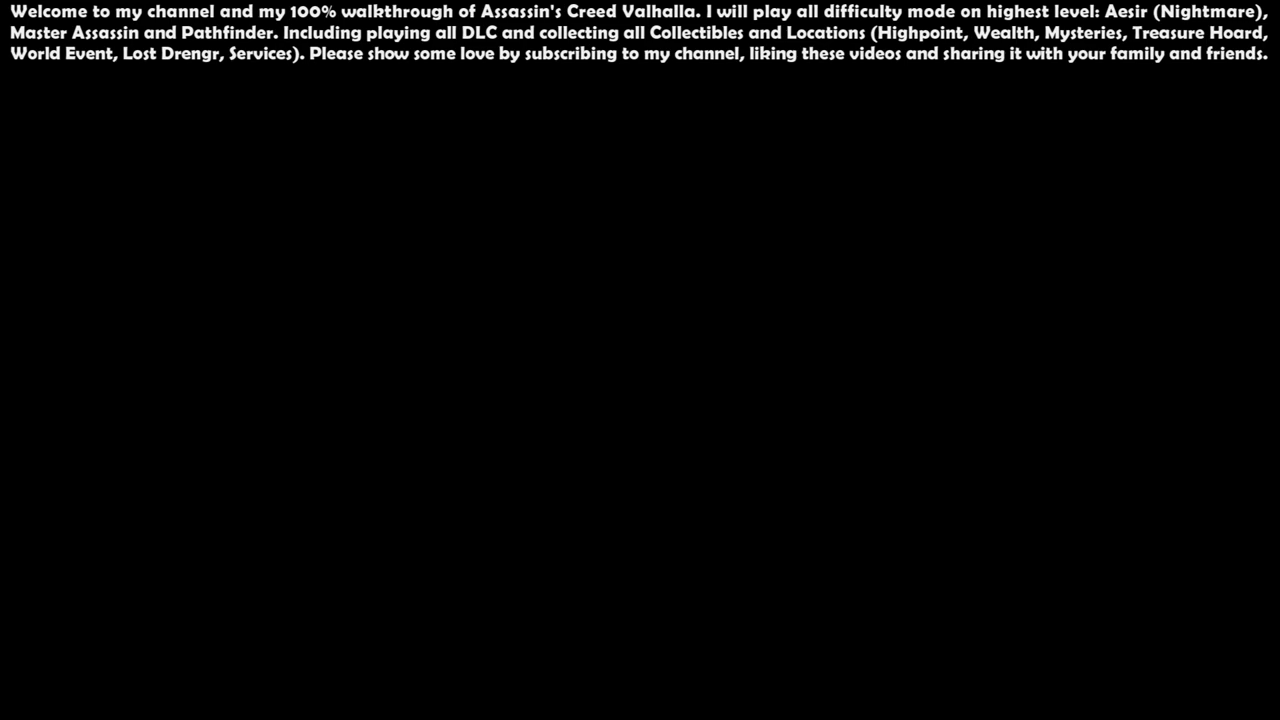 Welcome to my channel and my 100% walkthrough of Assassin's Creed Valhalla. I will play all difficulty mode on highest level: Aesir (Nightmare),
Master Assassin and Pathfinder. Including playing all DLC and collecting all Collectibles and Locations (Highpoint, Wealth, Mysteries, Treasure Hoard,
World Event, Lost Drengr, Services). Please show some love by subscribing to my channel, liking these videos and sharing it with your family and friends.